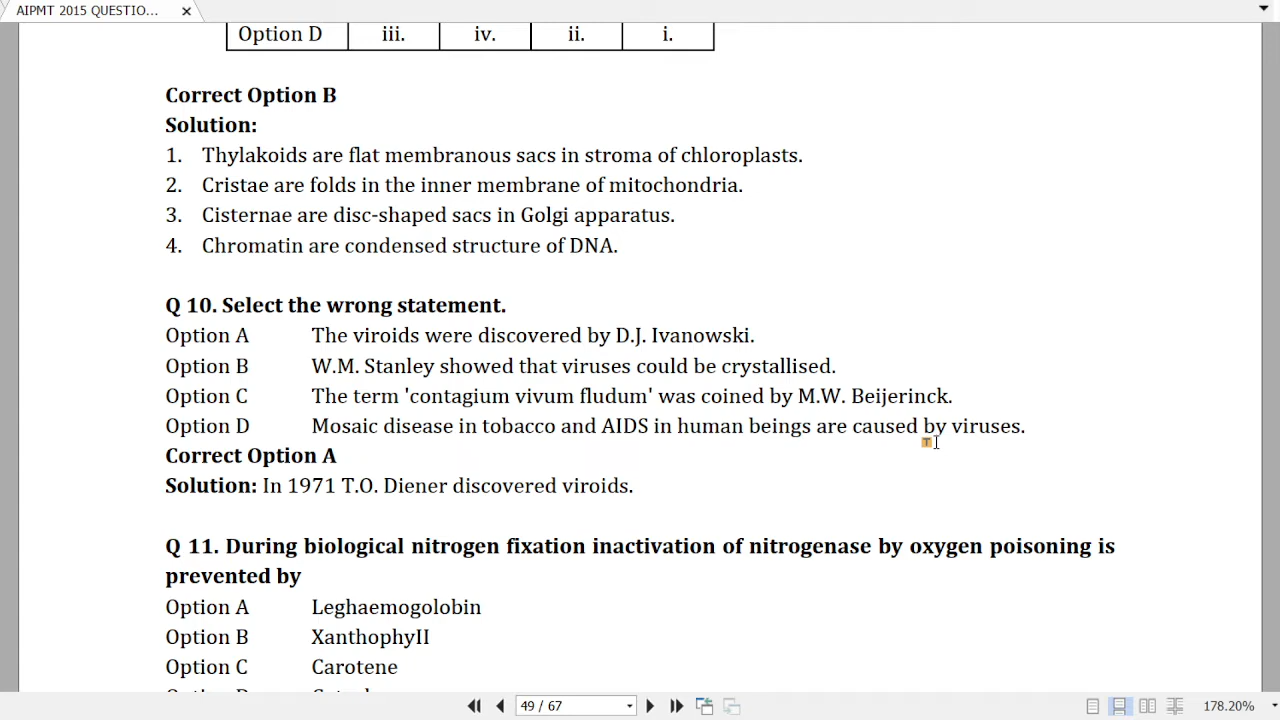 AIPMT 2015 QUESTIO...
Option D iii. iv. ii. i.
Correct Option B
Solution:
1. Thylakoids are flat membranous sacs in stroma of chloroplasts.
2. Cristae are folds in the inner membrane of mitochondria.
3. Cisternae are disc-shaped sacs in Golgi apparatus.
4. Chromatin are condensed structure of DNA.
Q 10. Select the wrong statement.
Option A The viroids were discovered by D.J. Ivanowski.
Option B W.M. Stanley showed that viruses could be crystallised.
Option C The term 'contagium vivum fludum' was coined by M.W. Beijerinck.
Option D Mosaic disease in tobacco and AIDS in human beings are caused by viruses.
Correct Option A
Solution: In 1971 T.O. Diener discovered viroids.
Q 11. During biological nitrogen fixation inactivation of nitrogenase by oxygen poisoning is
prevented by
Option A Leghaemogolobin
Option B XanthophyII
Option C Carotene
49 / 67 178.20%